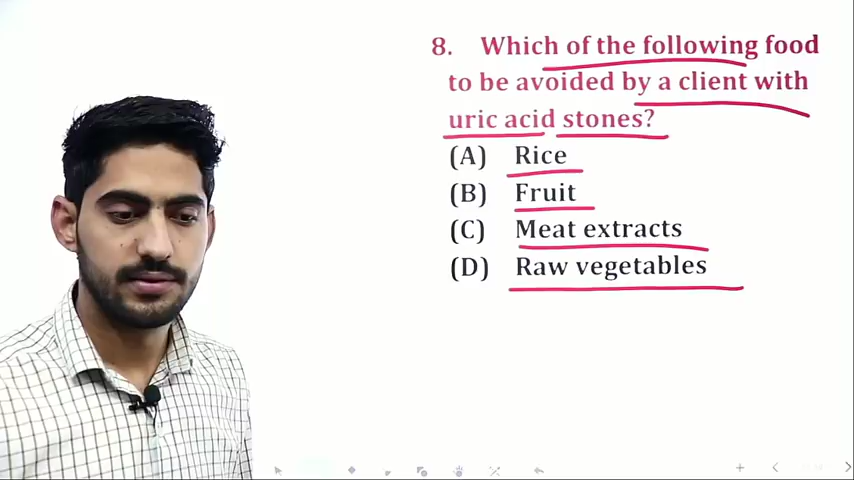 8. Which of the following food
to be avoided by a client with
uric acid stones?
(A) Rice
(B) Fruit
(C) Meat extracts
(D) Raw vegetables